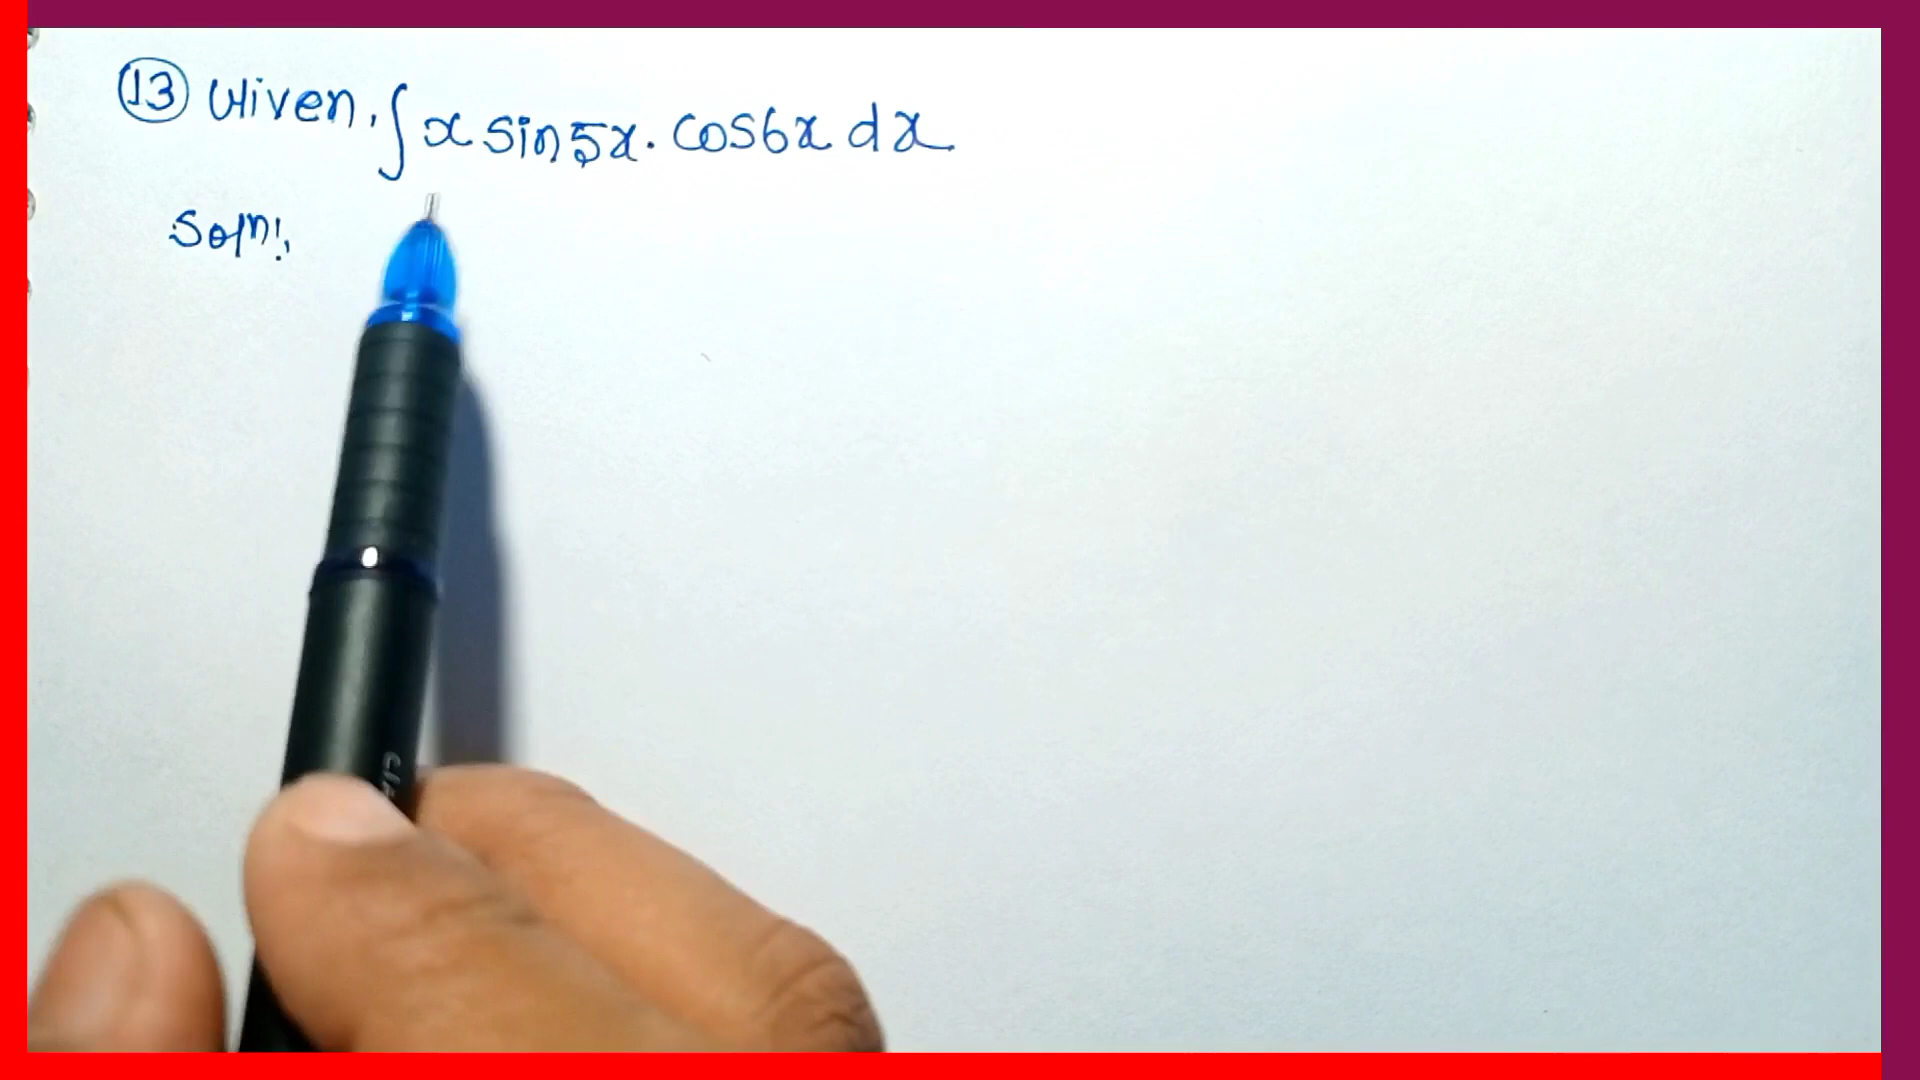 13 Given, ∫ x sin5x · cos6x dx
Soln:,